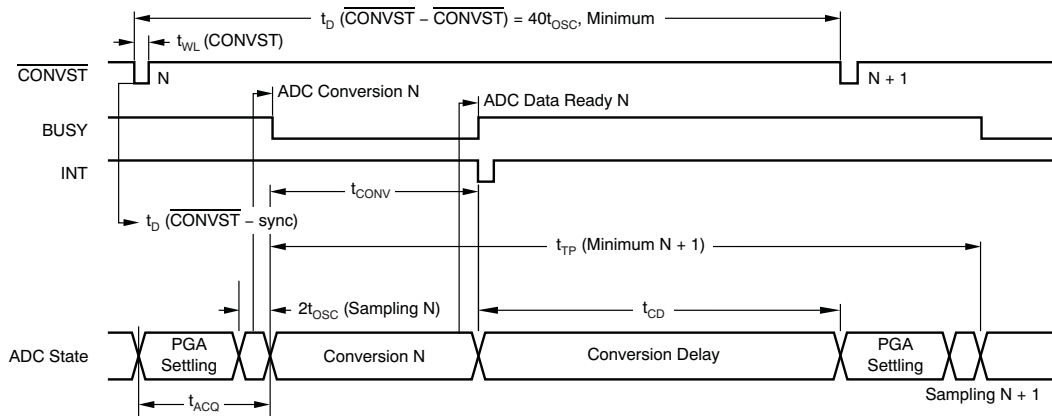 t_D (CONVST – CONVST) = 40t_OSC, Minimum
t_WL (CONVST)
CONVST
N
N + 1
ADC Conversion N
ADC Data Ready N
BUSY
INT
t_CONV
t_D (CONVST – sync)
t_TP (Minimum N + 1)
2t_OSC (Sampling N)
t_CD
ADC State
PGA
Settling
Conversion N
Conversion Delay
PGA
Settling
Sampling N + 1
t_ACQ